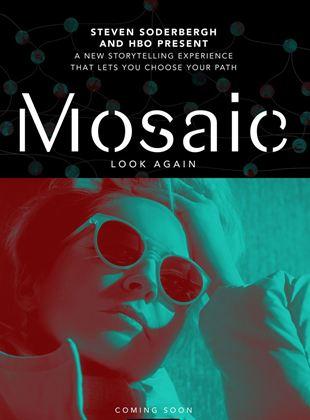 STEVEN SODERBERGH
AND HBO PRESENT
A NEW STORYTELLING EXPERIENCE
THAT LETS YOU CHOOSE YOUR PATH
Mosaic
LOOK AGAIN
COMING SOON